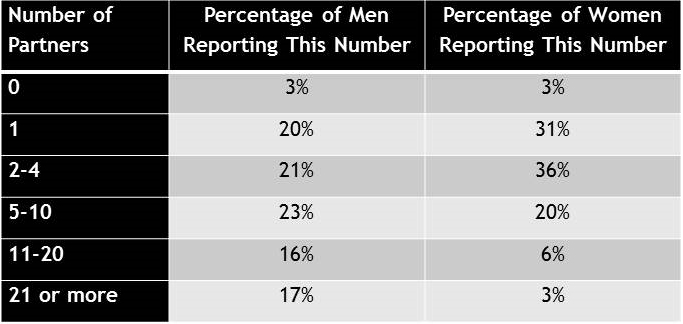 Number of Partners Percentage of Men Reporting This Number Percentage of Women Reporting This Number
0 3% 3%
1 20% 31%
2-4 21% 36%
5-10 23% 20%
11-20 16% 6%
21 or more 17% 3%